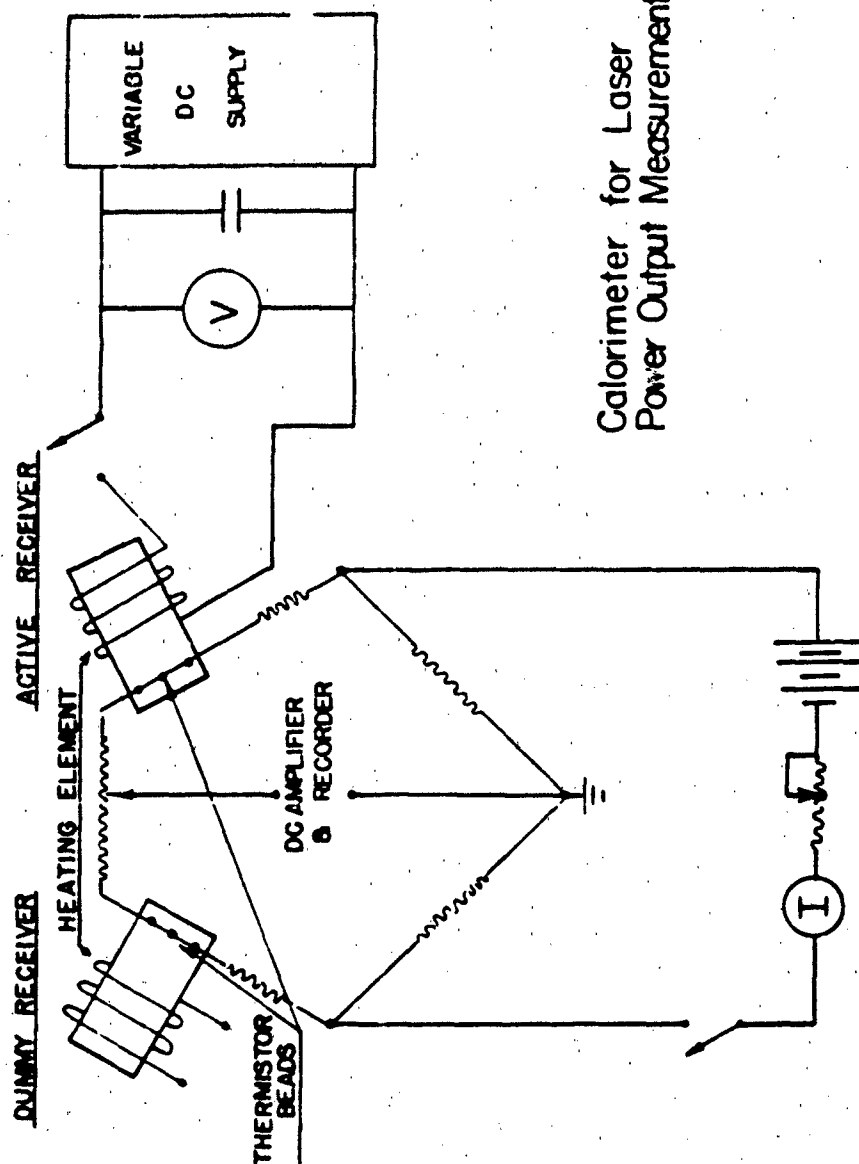 DUMMY RECEIVER
ACTIVE RECEIVER
HEATING ELEMENT
VARIABLE
DC
SUPPLY
V
THERMISTOR
BEADS
DC AMPLIFIER
& RECORDER
I
Calorimeter for Laser
Power Output Measurement